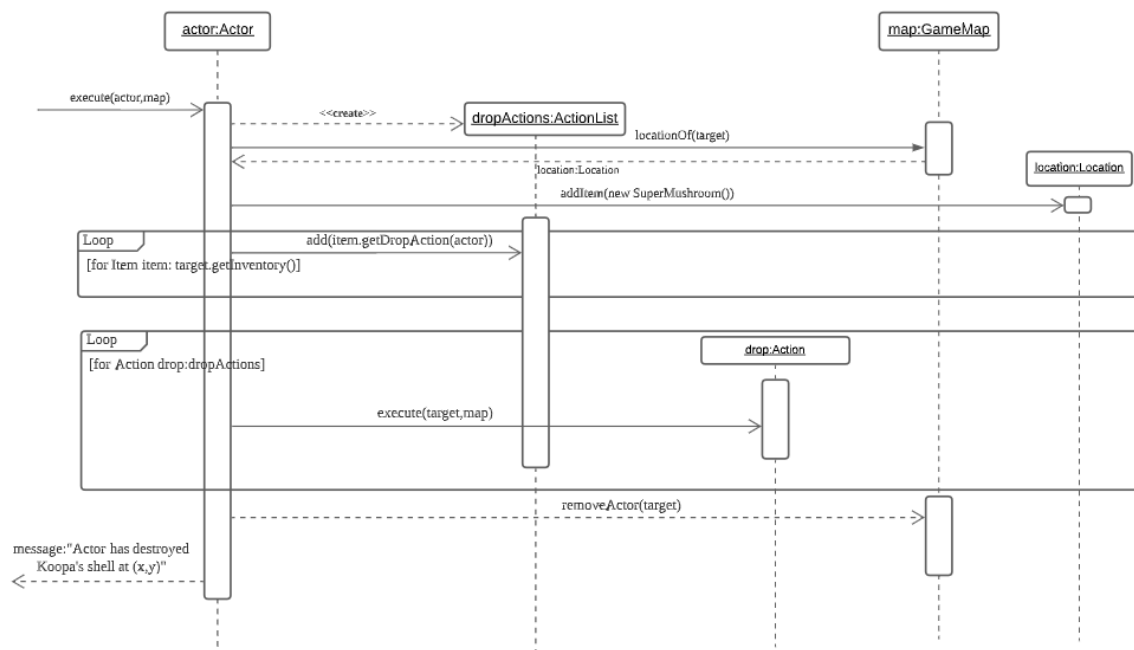 actor:Actor
map:GameMap
execute(actor,map)
<<create>>
dropActions:ActionList
locationOf(target)
location:Location
location:Location
addItem(new SuperMushroom())
Loop
add(item.getDropAction(actor))
[for Item item: target.getInventory()]
Loop
drop:Action
[for Action drop:dropActions]
execute(target,map)
removeActor(target)
message:"Actor has destroyed
Koopa's shell at (x,y)"